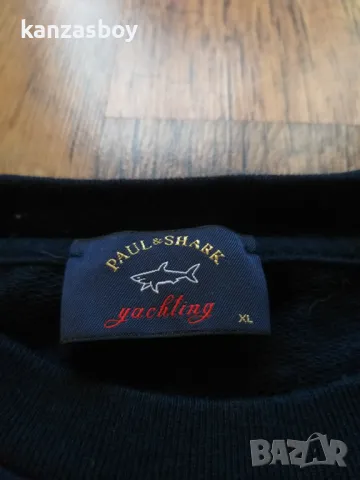 kanzasboy
PAUL & SHARK
yachting
XL
BAZAR